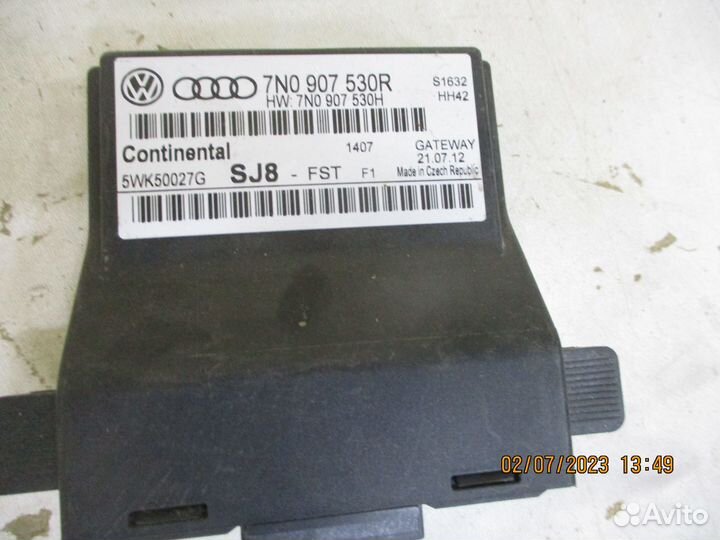 7N0 907 530R
HW: 7N0 907 530H
S1632
HH42
Continental
1407
GATEWAY
21.07.12
5WK50027G SJ8 - FST F1
Made in Czech Republic
02/07/2023 13:49
Avito